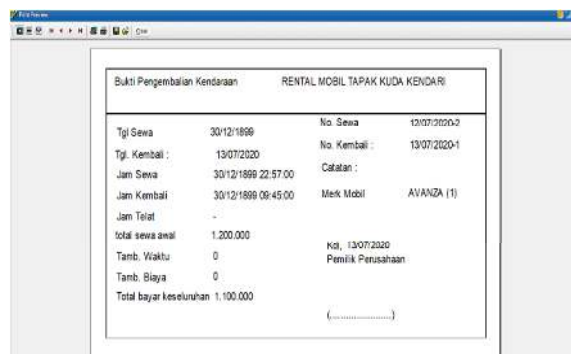 Print Preview
Close
Bukti Pengembalian Kendaraan RENTAL MOBIL TAPAK KUDA KENDARI
Tgl Sewa 30/12/1899 No. Sewa 12/07/2020-2
Tgl. Kembali : 13/07/2020 No. Kembali : 13/07/2020-1
Jam Sewa 30/12/1899 22:57:00 Catatan :
Jam Kembali 30/12/1899 09:45:00 Merk Mobil AVANZA (1)
Jam Telat -
total sewa awal 1.200.000
Kdi, 13/07/2020
Tamb. Waktu 0 Pemilik Perusahaan
Tamb. Biaya 0
Total bayar keseluruhan 1.100.000
(.......................)